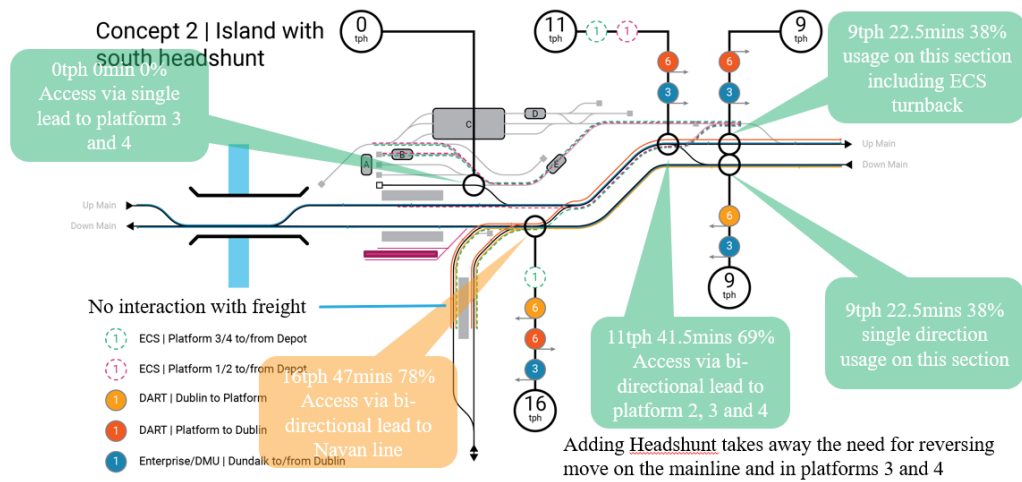 Concept 2 | Island with
south headshunt
0
tph
11
tph
1
1
9
tph
6
3
6
3
0tph 0min 0%
Access via single
lead to platform 3
and 4
9tph 22.5mins 38%
usage on this section
including ECS
turnback
A
B
C
D
E
Up Main
Down Main
Up Main
Down Main
6
3
9
tph
1
6
6
3
16
tph
No interaction with freight
1 ECS | Platform 3/4 to/from Depot
1 ECS | Platform 1/2 to/from Depot
1 DART | Dublin to Platform
1 DART | Platform to Dublin
1 Enterprise/DMU | Dundalk to/from Dublin
16tph 47mins 78%
Access via bi-
directional lead to
Navan line
11tph 41.5mins 69%
Access via bi-
directional lead to
platform 2, 3 and 4
9tph 22.5mins 38%
single direction
usage on this section
Adding Headshunt takes away the need for reversing
move on the mainline and in platforms 3 and 4